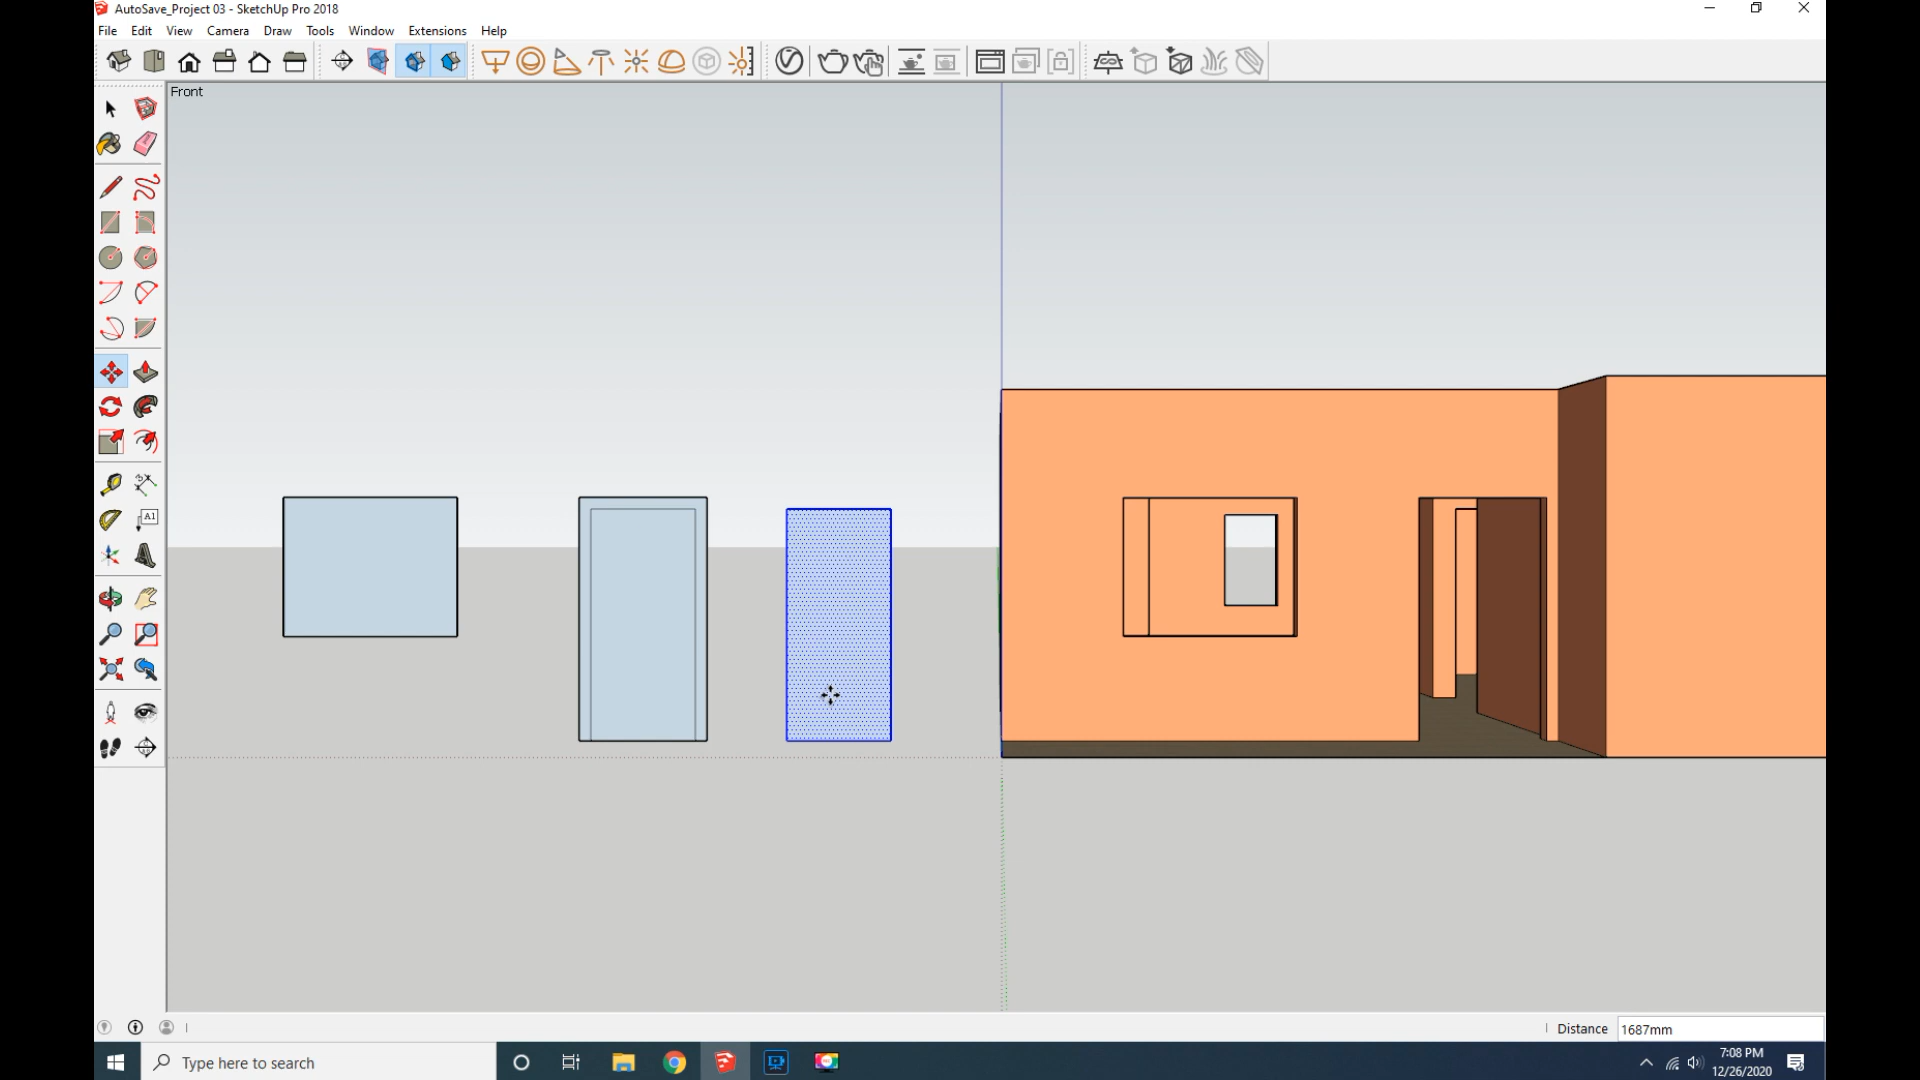 AutoSave_Project 03 - SketchUp Pro 2018
File Edit View Camera Draw Tools Window Extensions Help
Front
A1
Distance 1687mm
Type here to search
7:08 PM
12/26/2020